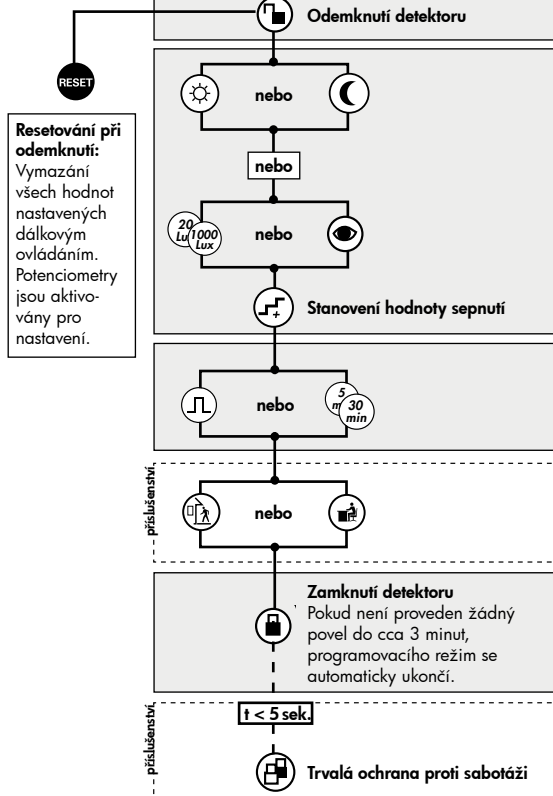 Odemknutí detektoru
RESET
Resetování při
odemknutí:
Vymazání
všech hodnot
nastavených
dálkovým
ovládáním.
Potenciometry
jsou aktivo-
vány pro
nastavení.
nebo
nebo
20
Lu
1000
Lux
nebo
Stanovení hodnoty sepnutí
nebo
5
m
30
min
příslušenství
nebo
Zamknutí detektoru
Pokud není proveden žádný
povel do cca 3 minut,
programovacího režim se
automaticky ukončí.
příslušenství
t < 5 sek.
Trvalá ochrana proti sabotáži